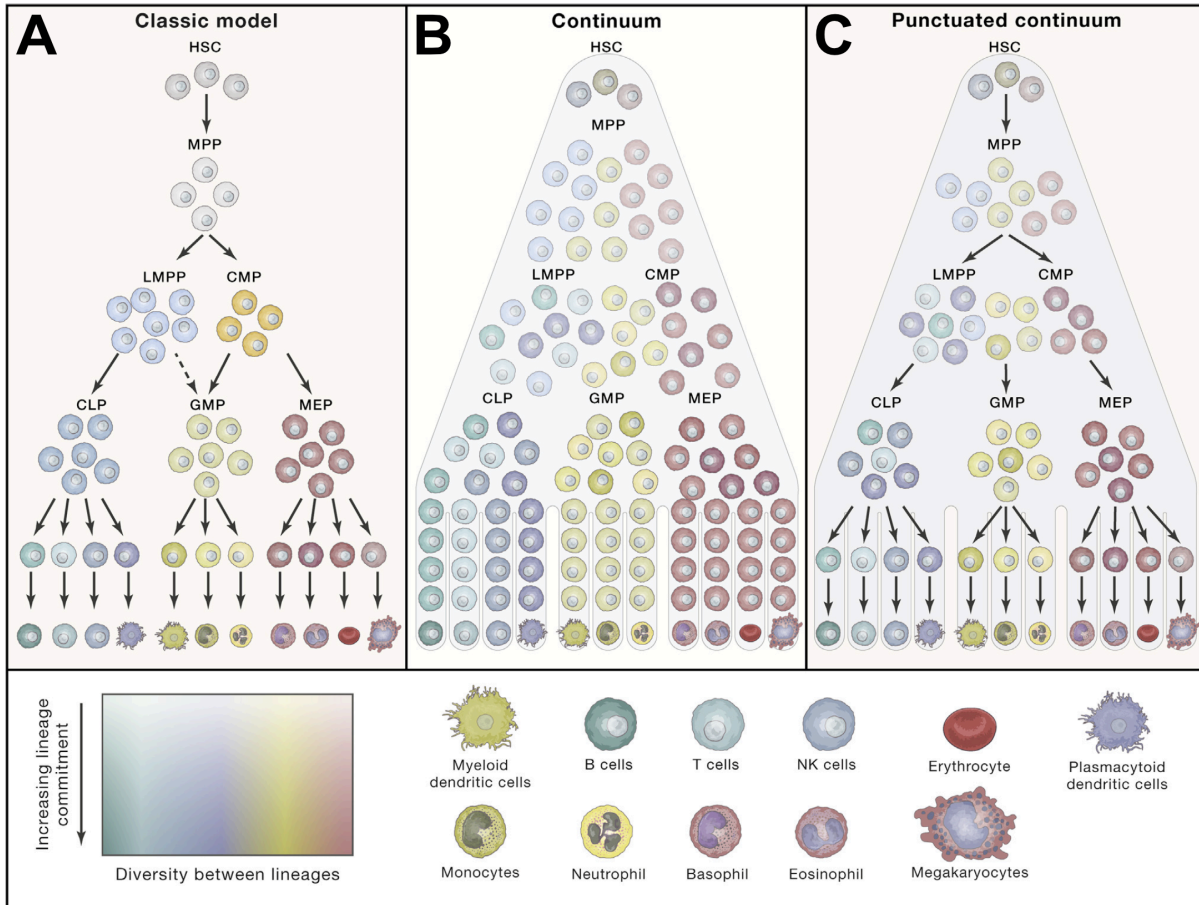 A
Classic model
HSC
MPP
LMPP CMP
CLP GMP MEP
B
Continuum
HSC
MPP
LMPP CMP
CLP GMP MEP
C
Punctuated continuum
HSC
MPP
LMPP CMP
CLP GMP MEP
Increasing lineage
commitment
Diversity between lineages
Myeloid
dendritic cells
B cells
T cells
NK cells
Erythrocyte
Plasmacytoid
dendritic cells
Monocytes
Neutrophil
Basophil
Eosinophil
Megakaryocytes